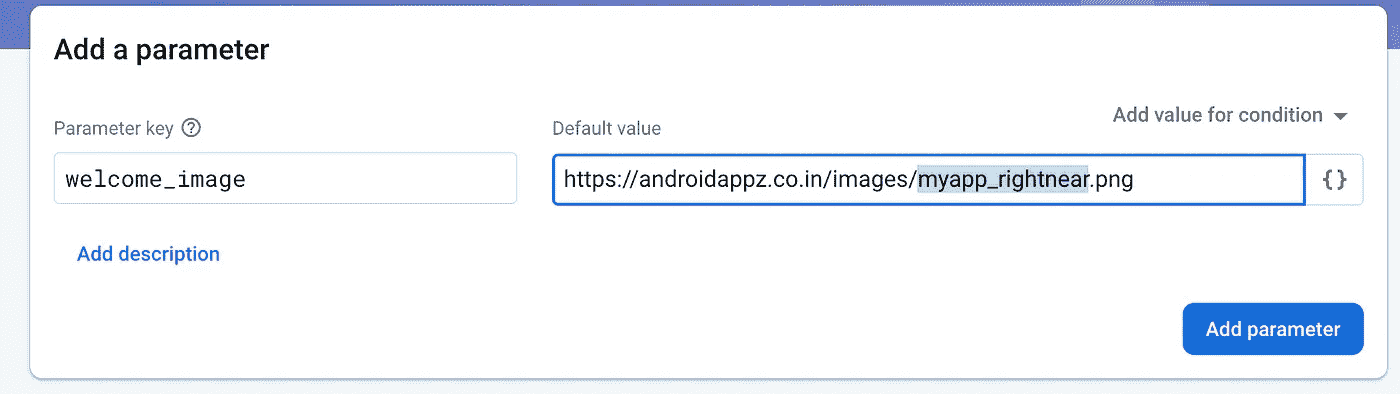 Add a parameter
Add value for condition
Parameter key
Default value
welcome_image
https://androidappz.co.in/images/myapp_rightnear.png
{}
Add description
Add parameter